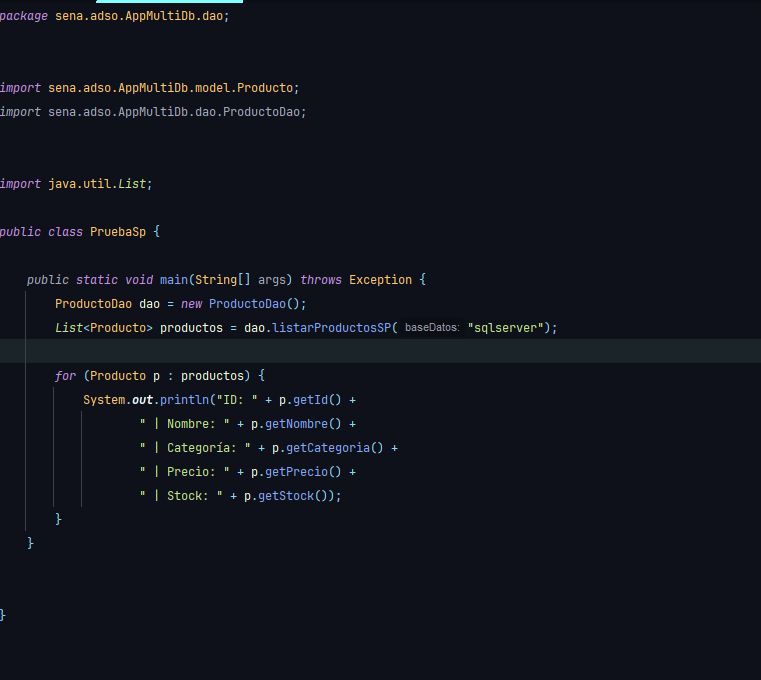 package sena.adso.AppMultiDb.dao;
import sena.adso.AppMultiDb.model.Producto;
import sena.adso.AppMultiDb.dao.ProductoDao;
import java.util.List;
public class PruebaSp {
public static void main(String[] args) throws Exception {
ProductoDao dao = new ProductoDao();
List<Producto> productos = dao.listarProductosSP( baseDatos: "sqlserver");
for (Producto p : productos) {
System.out.println("ID: " + p.getId() +
" | Nombre: " + p.getNombre() +
" | Categoría: " + p.getCategoria() +
" | Precio: " + p.getPrecio() +
" | Stock: " + p.getStock());
}
}
}